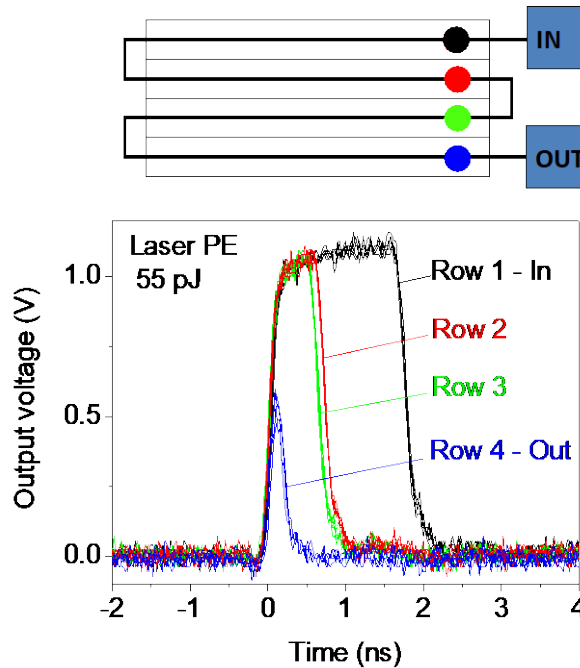 IN
OUT
Laser PE
55 pJ
Row 1 - In
Row 2
Row 3
Row 4 - Out
Output voltage (V)
1.0
0.5
0.0
-2 -1 0 1 2 3 4
Time (ns)